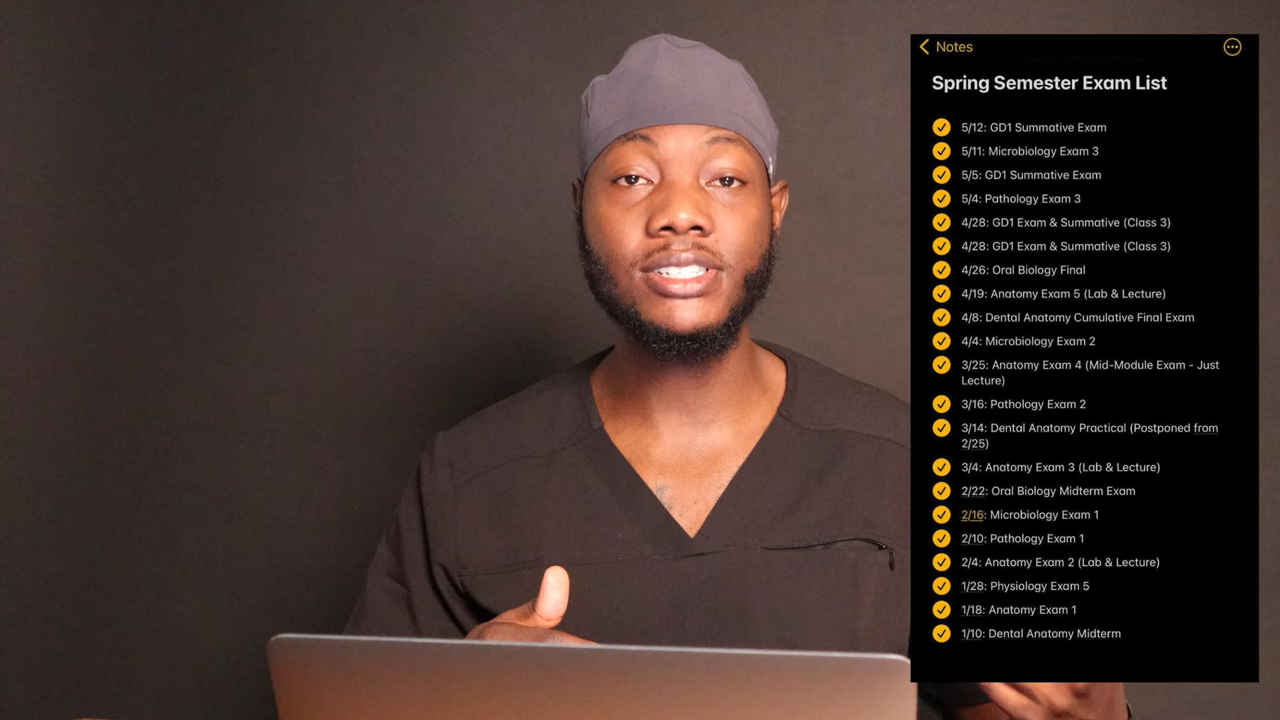 Notes
Spring Semester Exam List
5/12: GD1 Summative Exam
5/11: Microbiology Exam 3
5/5: GD1 Summative Exam
5/4: Pathology Exam 3
4/28: GD1 Exam & Summative (Class 3)
4/28: GD1 Exam & Summative (Class 3)
4/26: Oral Biology Final
4/19: Anatomy Exam 5 (Lab & Lecture)
4/8: Dental Anatomy Cumulative Final Exam
4/4: Microbiology Exam 2
3/25: Anatomy Exam 4 (Mid-Module Exam - Just
Lecture)
3/16: Pathology Exam 2
3/14: Dental Anatomy Practical (Postponed from
2/25)
3/4: Anatomy Exam 3 (Lab & Lecture)
2/22: Oral Biology Midterm Exam
2/16: Microbiology Exam 1
2/10: Pathology Exam 1
2/4: Anatomy Exam 2 (Lab & Lecture)
1/28: Physiology Exam 5
1/18: Anatomy Exam 1
1/10: Dental Anatomy Midterm